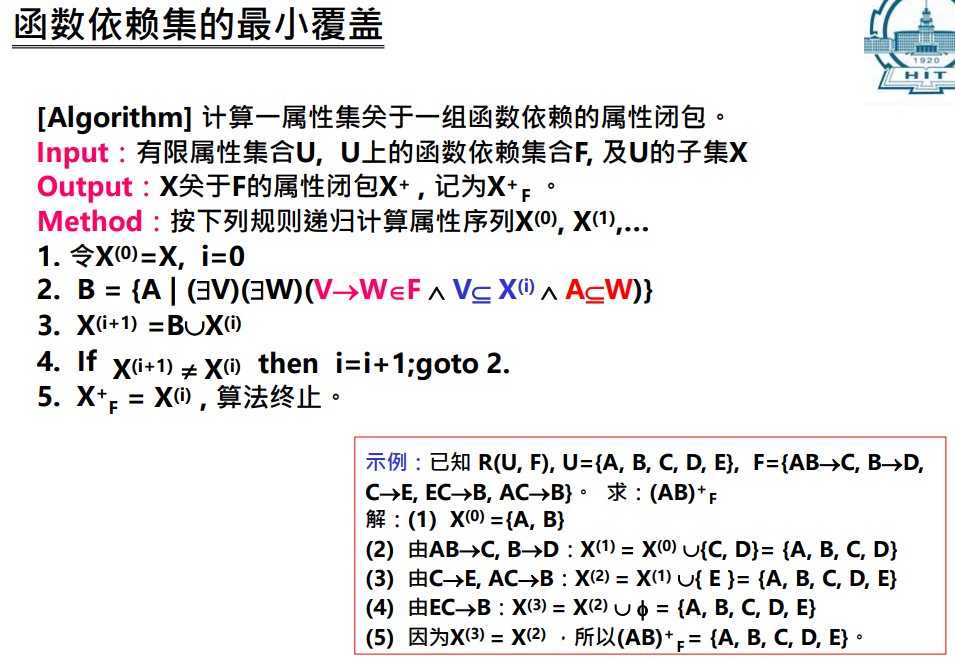 函数依赖集的最小覆盖
1920
HIT
[Algorithm] 计算一属性集关于一组函数依赖的属性闭包。
Input：有限属性集合U, U上的函数依赖集合F, 及U的子集X
Output：X关于F的属性闭包X⁺，记为X⁺F 。
Method：按下列规则递归计算属性序列X⁽⁰⁾, X⁽¹⁾,...
1. 令X⁽⁰⁾=X, i=0
2. B = {A | (∃V)(∃W)(V→W∈F ∧ V⊆ X⁽ⁱ⁾ ∧ A⊆W)}
3. X⁽ⁱ⁺¹⁾ =B∪X⁽ⁱ⁾
4. If X⁽ⁱ⁺¹⁾ ≠ X⁽ⁱ⁾ then i=i+1;goto 2.
5. X⁺F = X⁽ⁱ⁾ , 算法终止。
示例：已知 R(U, F), U={A, B, C, D, E}, F={AB→C, B→D,
C→E, EC→B, AC→B}。 求：(AB)⁺F
解：(1) X⁽⁰⁾ ={A, B}
(2) 由AB→C, B→D：X⁽¹⁾ = X⁽⁰⁾ ∪{C, D}= {A, B, C, D}
(3) 由C→E, AC→B：X⁽²⁾ = X⁽¹⁾ ∪{ E }= {A, B, C, D, E}
(4) 由EC→B：X⁽³⁾ = X⁽²⁾ ∪ ϕ = {A, B, C, D, E}
(5) 因为X⁽³⁾ = X⁽²⁾ ，所以(AB)⁺F = {A, B, C, D, E}。